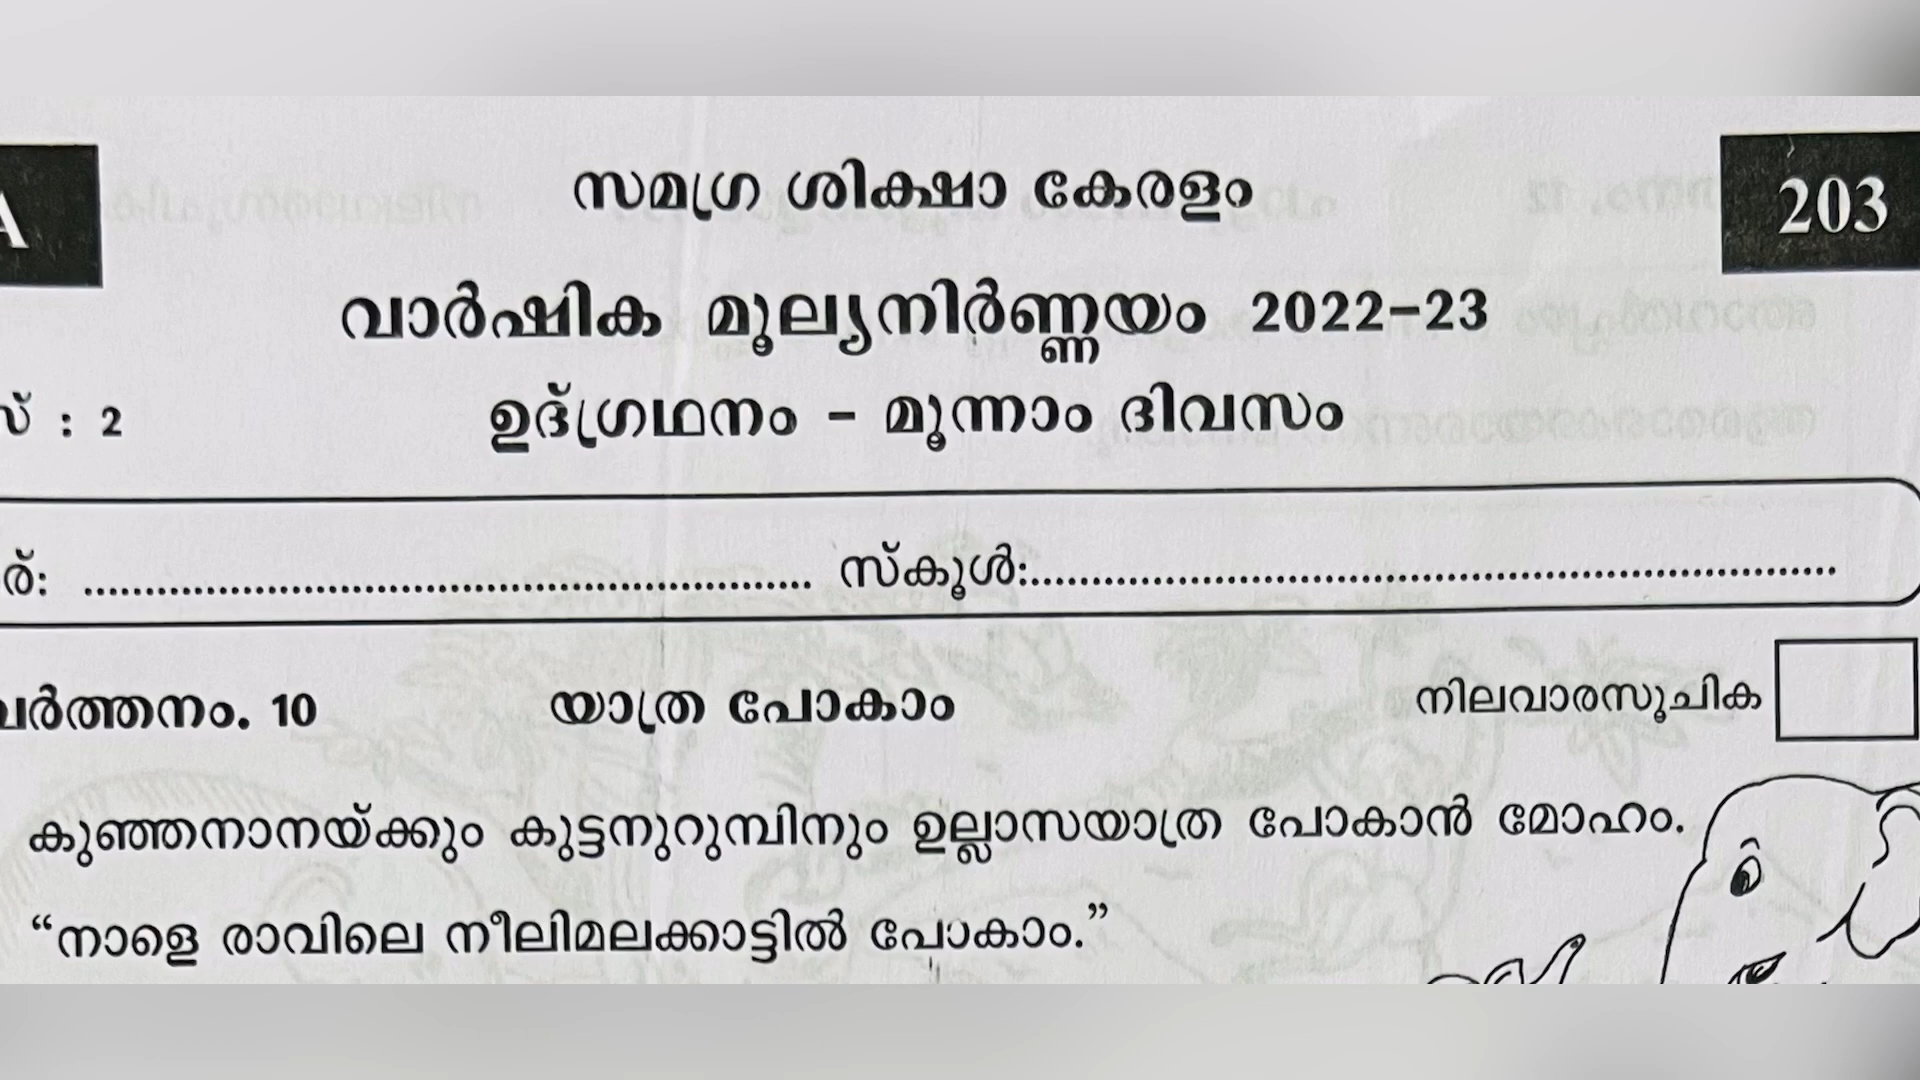 A
സമഗ്ര ശിക്ഷാ കേരളം
203
വാർഷിക മൂല്യനിർണ്ണയം 2022-23
സ് : 2
ഉദ്ഗ്രഥനം - മൂന്നാം ദിവസം
ര്: ........................................................................ സ്കൂൾ:................................................................................
വർത്തനം. 10 യാത്ര പോകാം നിലവാരസൂചിക
കുഞ്ഞനാനയ്ക്കും കുട്ടനുറുമ്പിനും ഉല്ലാസയാത്ര പോകാൻ മോഹം.
“നാളെ രാവിലെ നീലിമലക്കാട്ടിൽ പോകാം.”